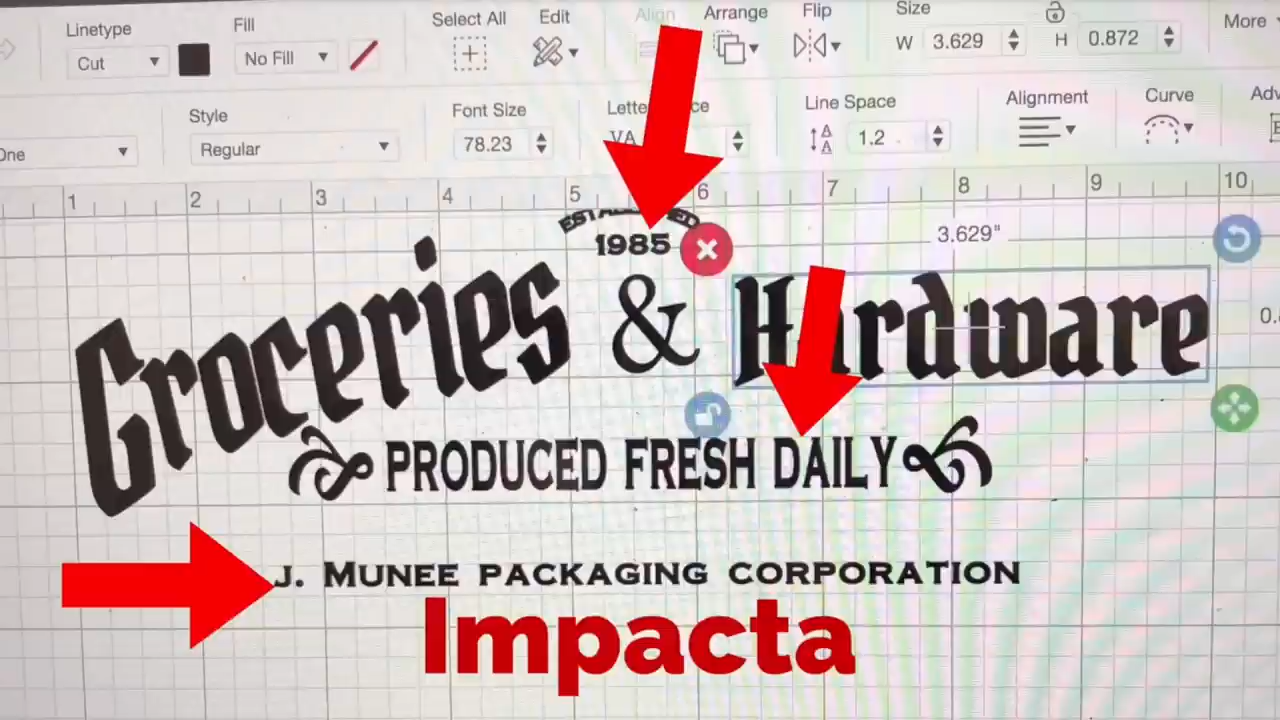 Linetype Fill Select All Edit Align Arrange Flip Size More
Cut No Fill W 3.629 H 0.872
Style Font Size Line Space Alignment Curve
One Regular 78.23 VA 1.2
1 2 3 4 5 6 7 8 9 10
3.629"
1985
Groceries & Hardware
PRODUCED FRESH DAILY
J. MUNEE PACKAGING CORPORATION
Impacta